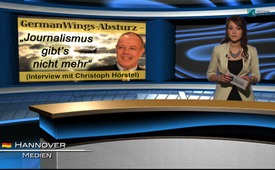 GermanWings-Absturz
„Journalismus
gibt's
nicht mehr“
(Interview mit Christoph Hörstel)
HANNOVER
MEDIEN